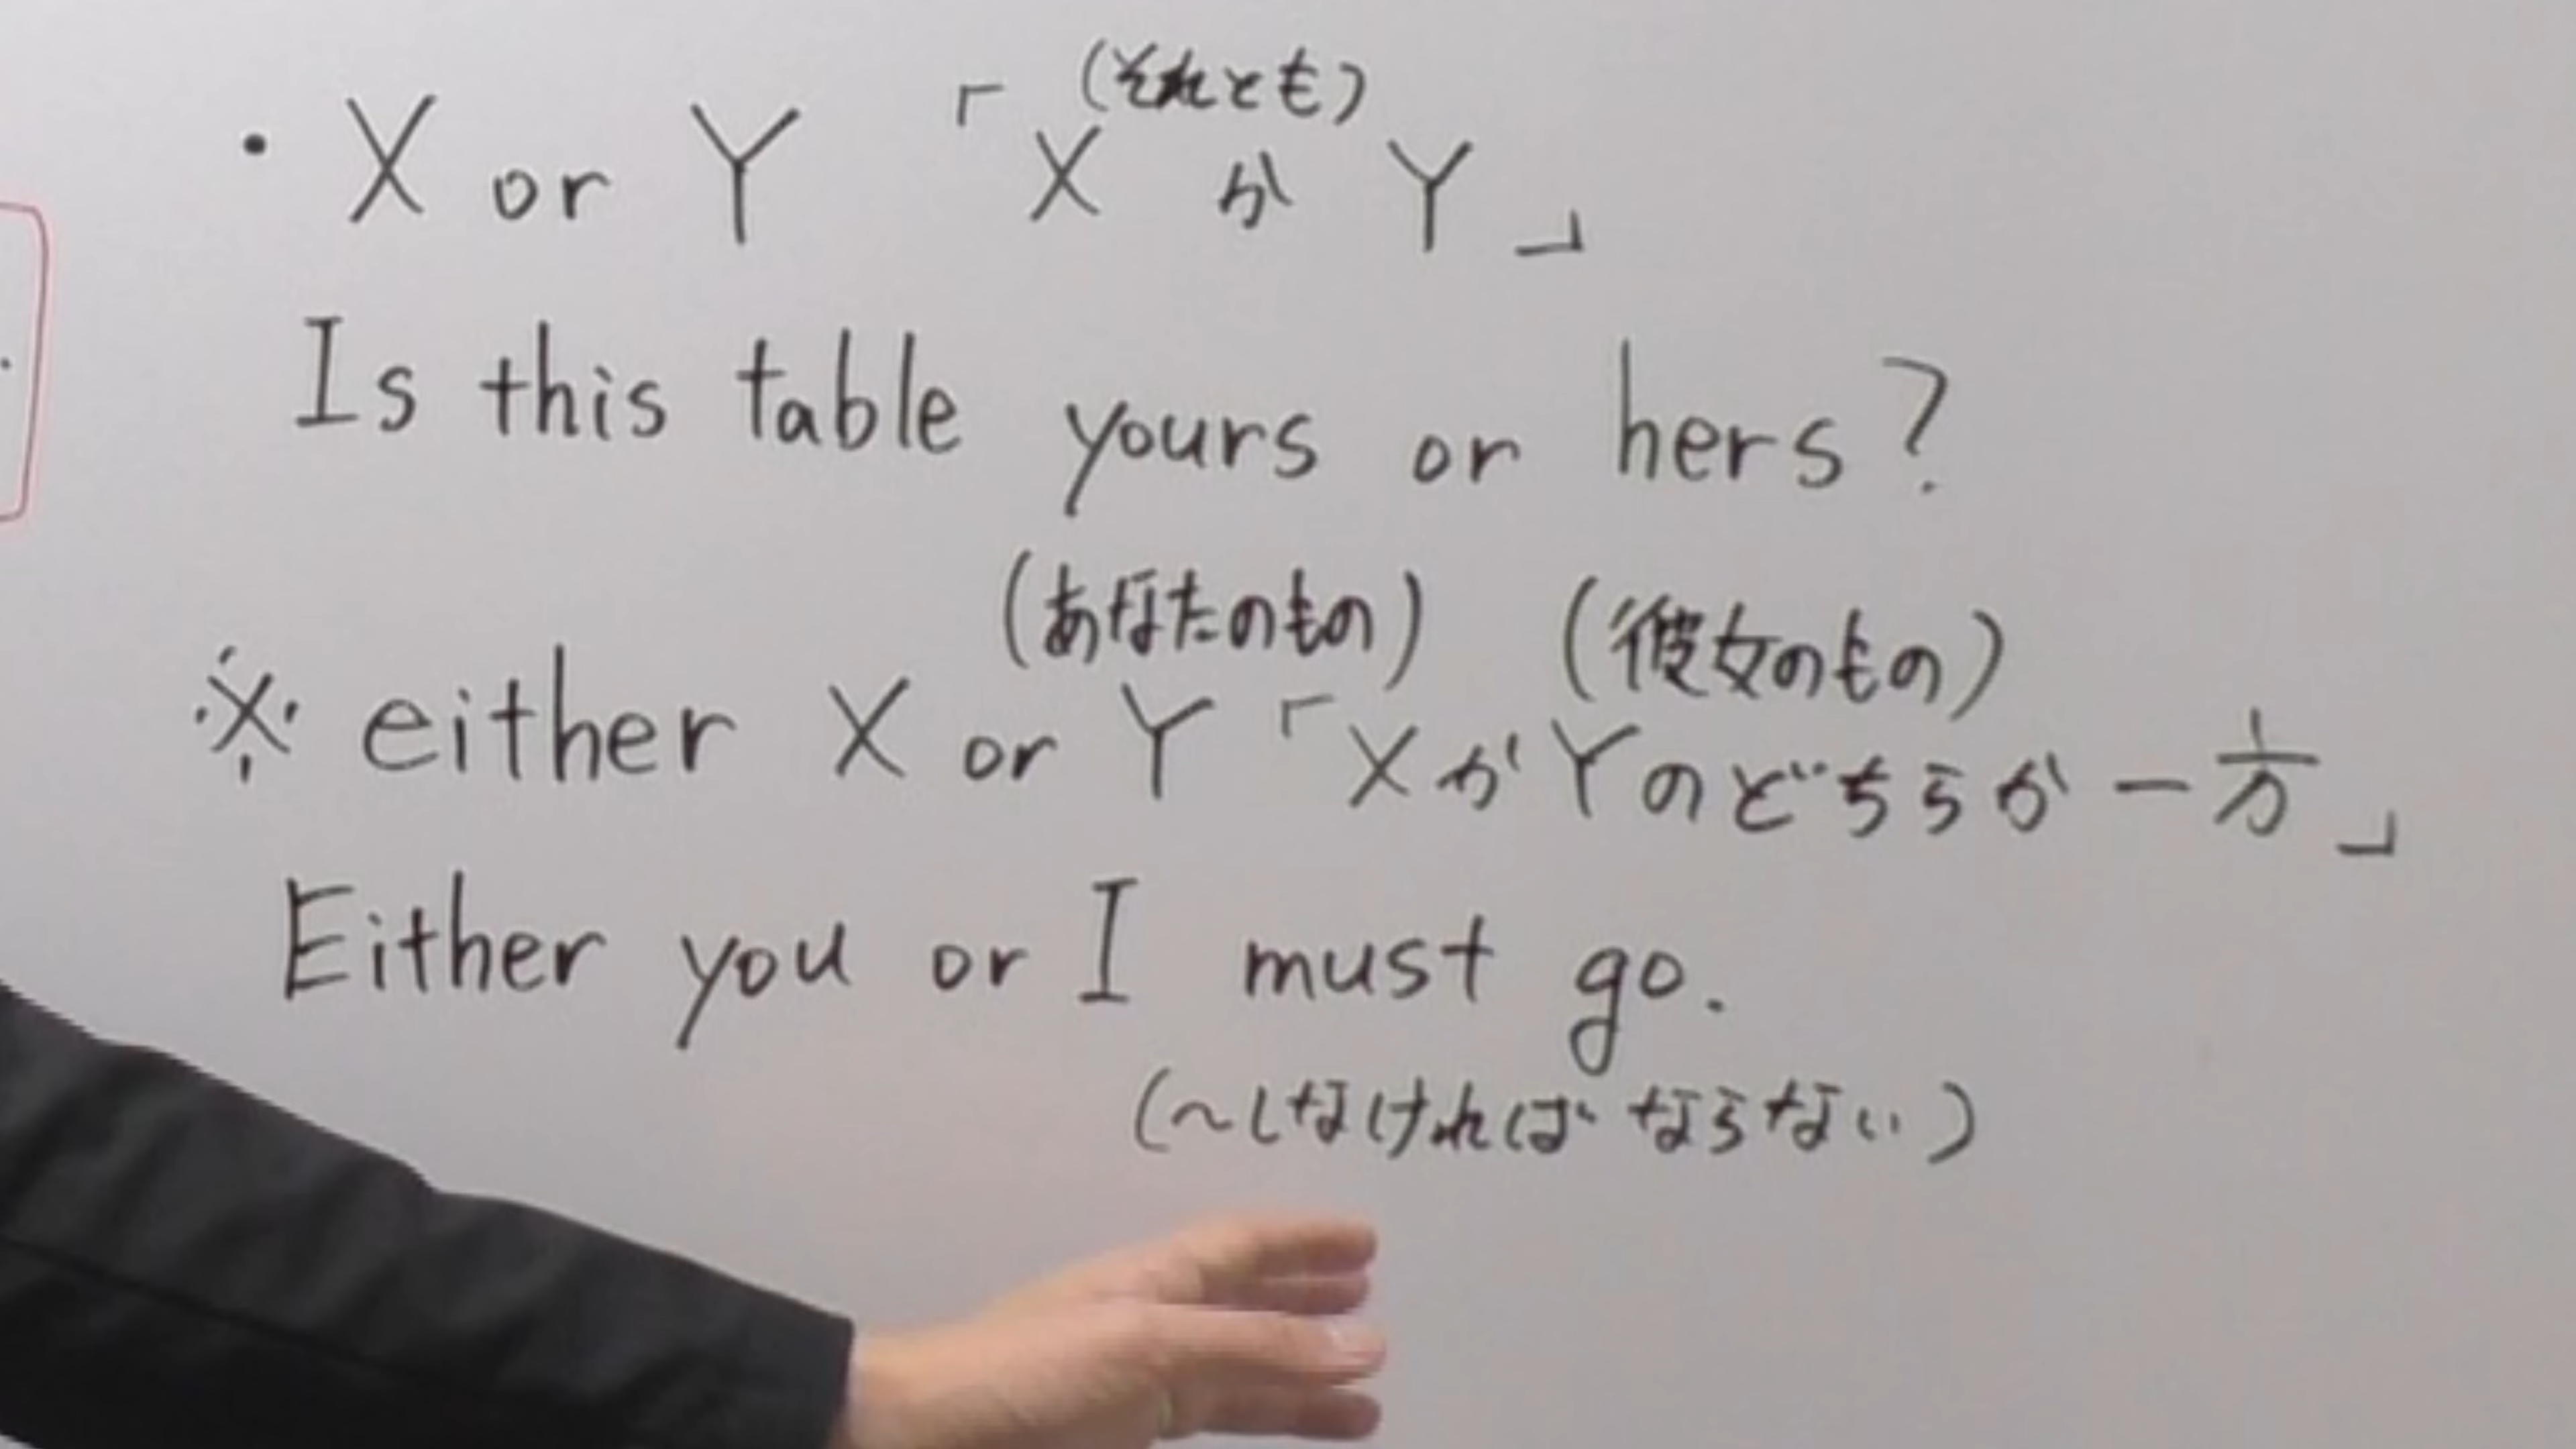 (それとも)
・X or Y 「X か Y」
Is this table yours or hers?
(あなたのもの) (彼女のもの)
※ either X or Y「XかYのどちらか一方」
Either you or I must go.
(～しなければならない)